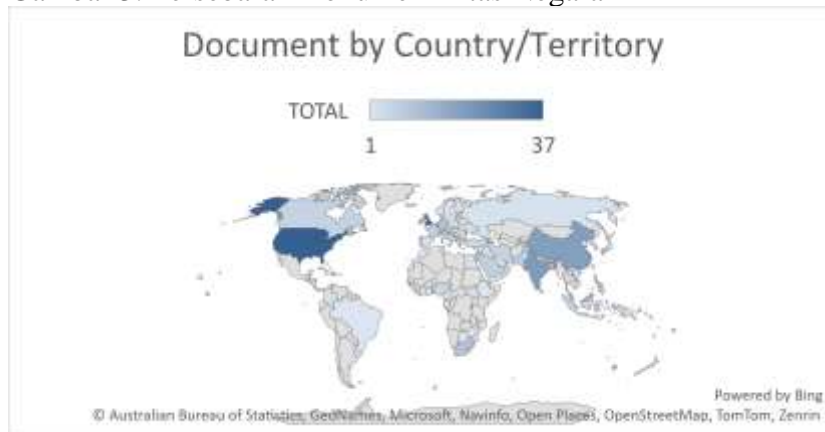 Document by Country/Territory
TOTAL
1 37
Powered by Bing
© Australian Bureau of Statistics, GeoNames, Microsoft, Navinfo, Open Places, OpenStreetMap, TomTom, Zenrin